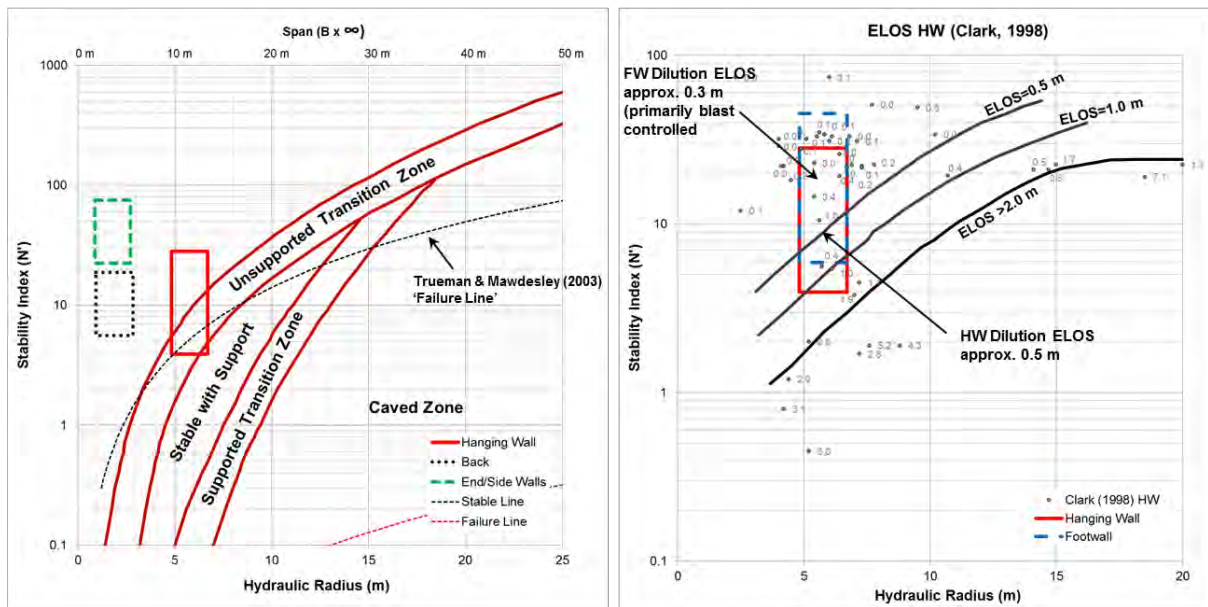 Span (B x ∞)
0 m 10 m 20 m 30 m 40 m 50 m
1000
100
10
1
0.1
Stability Index (N')
Unsupported Transition Zone
Stable with Support
Supported Transition Zone
Trueman & Mawdesley (2003)
'Failure Line'
Caved Zone
Hanging Wall
Back
End/Side Walls
Stable Line
Failure Line
0 5 10 15 20 25
Hydraulic Radius (m)
ELOS HW (Clark, 1998)
100
10
1
0.1
Stability Index (N')
FW Dilution ELOS
approx. 0.3 m
(primarily blast
controlled
ELOS=0.5 m
ELOS=1.0 m
ELOS >2.0 m
HW Dilution ELOS
approx. 0.5 m
Clark (1998) HW
Hanging Wall
Footwall
0 5 10 15 20
Hydraulic Radius (m)